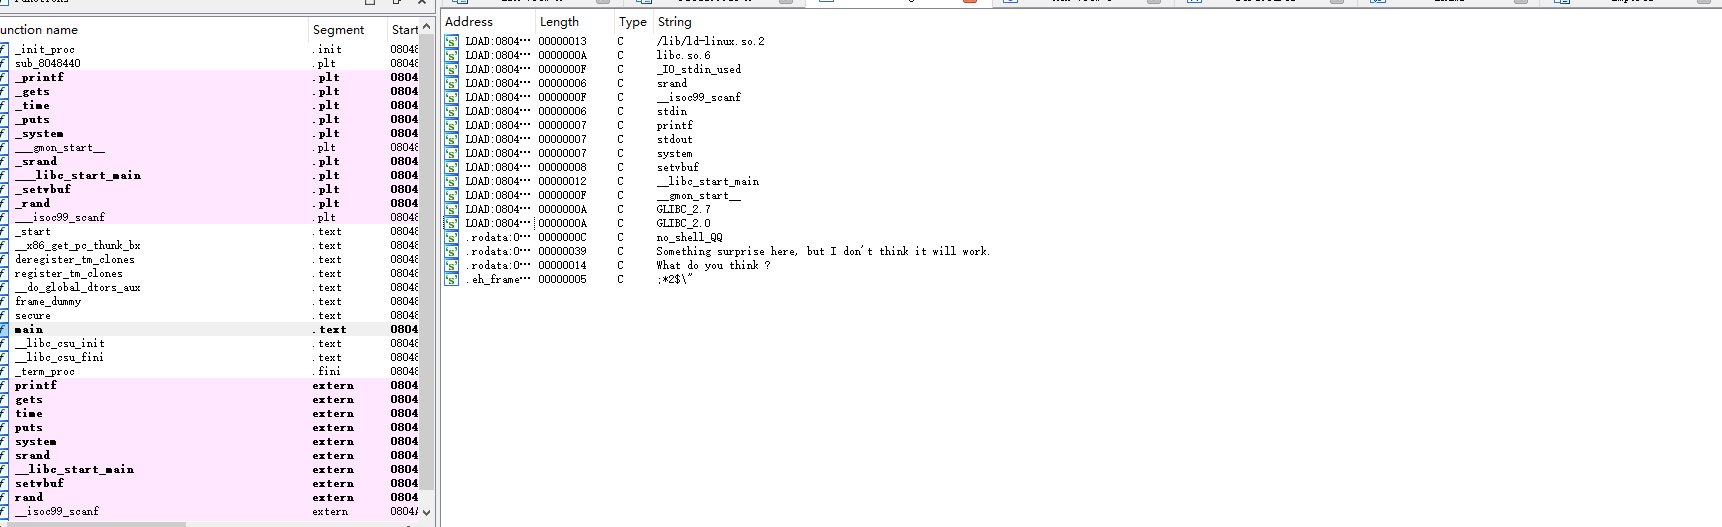 unction name Segment Start
_init_proc .init 08048
sub_8048440 .plt 08048
_printf .plt 0804
_gets .plt 0804
_time .plt 0804
_puts .plt 0804
_system .plt 0804
___gmon_start__ .plt 08048
_srand .plt 0804
___libc_start_main .plt 0804
_setvbuf .plt 0804
_rand .plt 0804
___isoc99_scanf .plt 08048
_start .text 08048
__x86_get_pc_thunk_bx .text 08048
deregister_tm_clones .text 08048
register_tm_clones .text 08048
__do_global_dtors_aux .text 08048
frame_dummy .text 08048
secure .text 08048
main .text 0804
__libc_csu_init .text 08048
__libc_csu_fini .text 08048
_term_proc .fini 08048
printf extern 0804
gets extern 0804
time extern 0804
puts extern 0804
system extern 0804
srand extern 0804
__libc_start_main extern 0804
setvbuf extern 0804
rand extern 0804
__isoc99_scanf extern 0804A
Address Length Type String
's' LOAD:0804… 00000013 C /lib/ld-linux.so.2
's' LOAD:0804… 0000000A C libc.so.6
's' LOAD:0804… 0000000F C _IO_stdin_used
's' LOAD:0804… 00000006 C srand
's' LOAD:0804… 0000000F C __isoc99_scanf
's' LOAD:0804… 00000006 C stdin
's' LOAD:0804… 00000007 C printf
's' LOAD:0804… 00000007 C stdout
's' LOAD:0804… 00000007 C system
's' LOAD:0804… 00000008 C setvbuf
's' LOAD:0804… 00000012 C __libc_start_main
's' LOAD:0804… 0000000F C __gmon_start__
's' LOAD:0804… 0000000A C GLIBC_2.7
's' LOAD:0804… 0000000A C GLIBC_2.0
's' .rodata:0… 0000000C C no_shell_QQ
's' .rodata:0… 00000039 C Something surprise here, but I don't think it will work.
's' .rodata:0… 00000014 C What do you think ?
's' .eh_frame… 00000005 C ;*2$\"